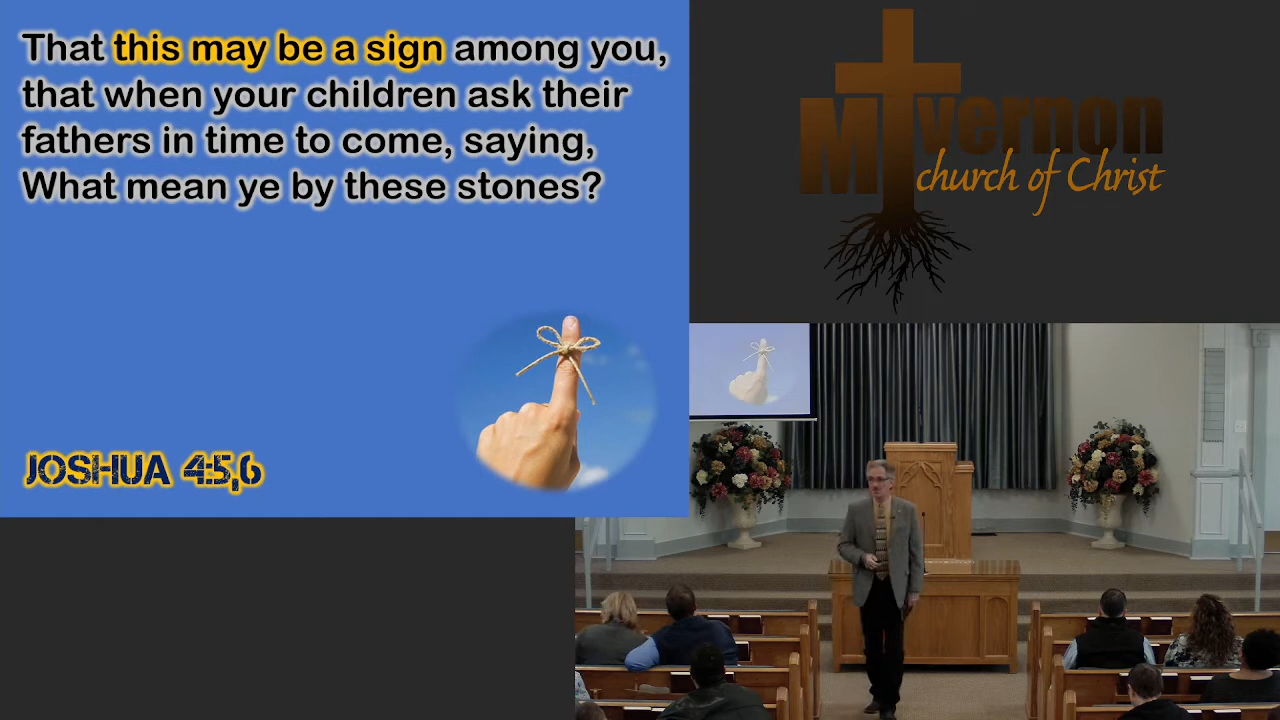 That this may be a sign among you,
that when your children ask their
fathers in time to come, saying,
What mean ye by these stones?
JOSHUA 4:5,6
Mt vernon
church of Christ